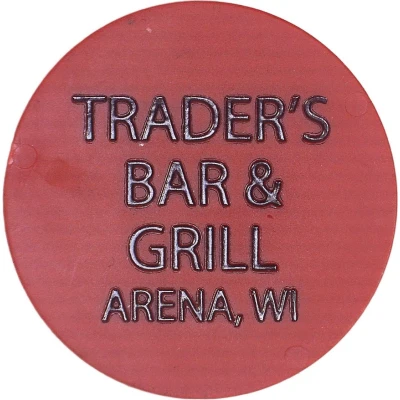 TRADER'S
BAR &
GRILL
ARENA, WI